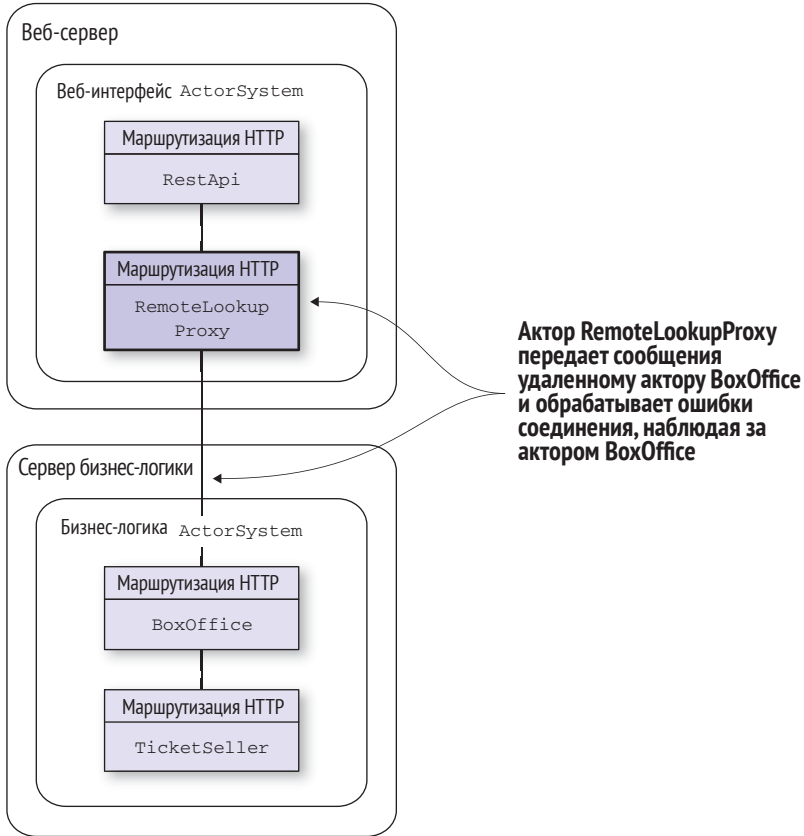 Веб-сервер
Веб-интерфейс ActorSystem
Маршрутизация HTTP
RestApi
Маршрутизация HTTP
RemoteLookup
Proxy
Актор RemoteLookupProxy
передает сообщения
удаленному актору BoxOffice
и обрабатывает ошибки
соединения, наблюдая за
актором BoxOffice
Сервер бизнес-логики
Бизнес-логика ActorSystem
Маршрутизация HTTP
BoxOffice
Маршрутизация HTTP
TicketSeller